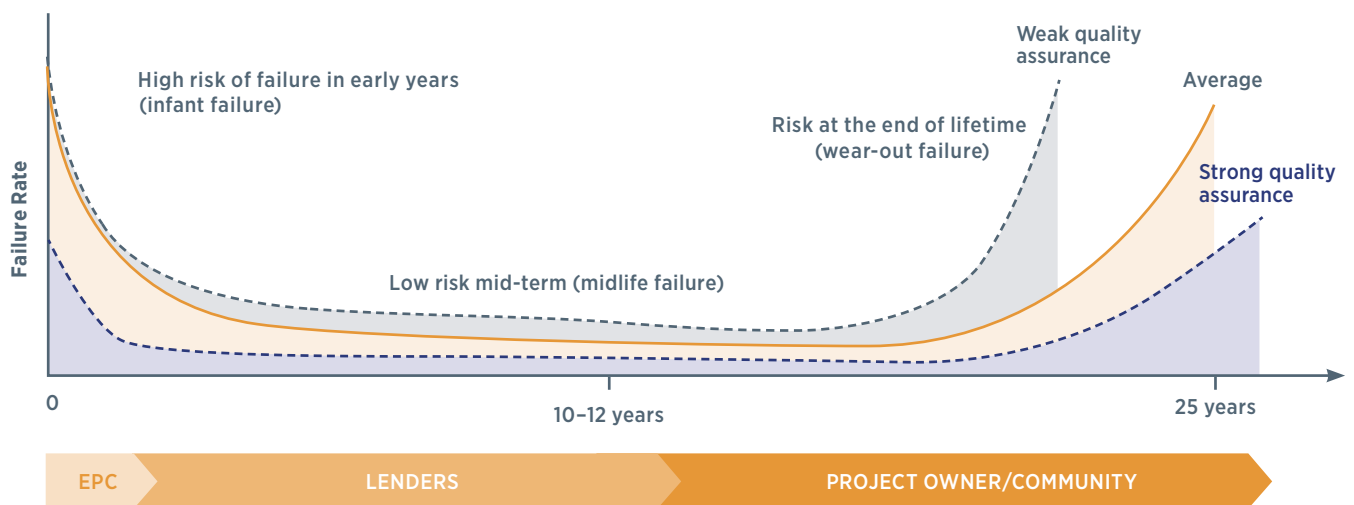 Weak quality
assurance
High risk of failure in early years
(infant failure)
Average
Risk at the end of lifetime
(wear-out failure)
Strong quality
assurance
Failure Rate
Low risk mid-term (midlife failure)
0
10–12 years
25 years
EPC
LENDERS
PROJECT OWNER/COMMUNITY